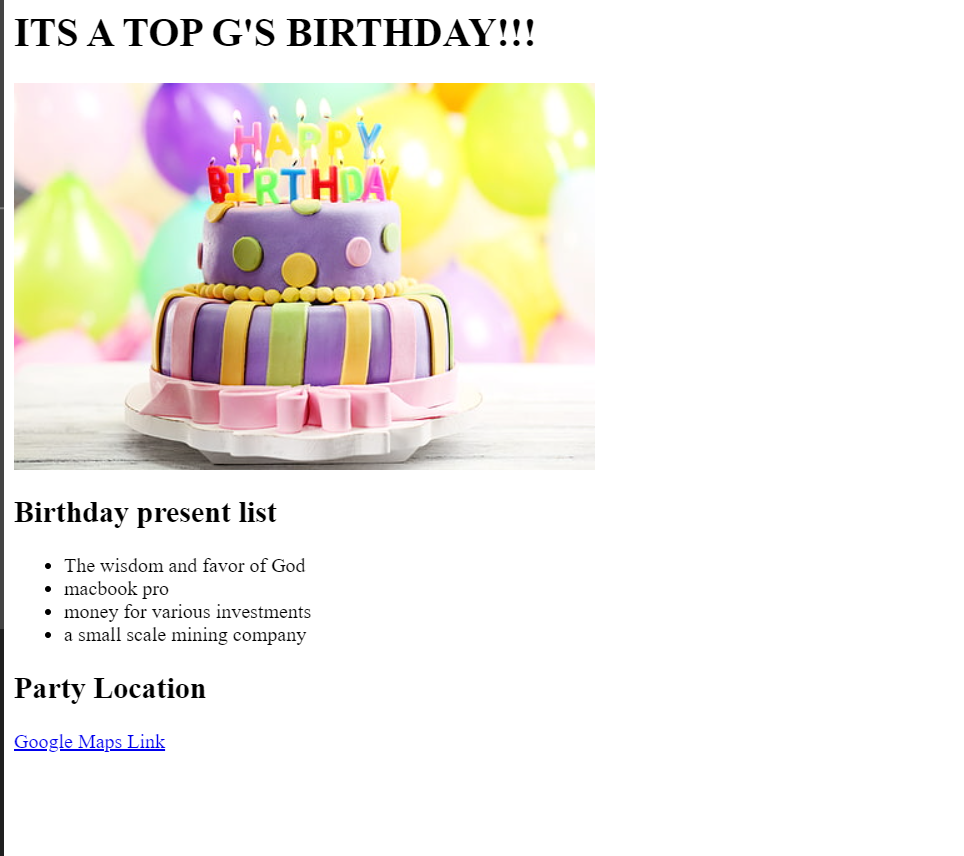 ITS A TOP G'S BIRTHDAY!!!
HAPPY
BIRTHDAY
Birthday present list
The wisdom and favor of God
macbook pro
money for various investments
a small scale mining company
Party Location
Google Maps Link